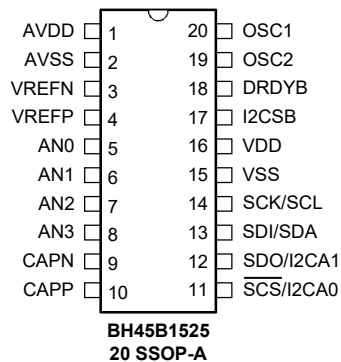 AVDD 1 20 OSC1
AVSS 2 19 OSC2
VREFN 3 18 DRDYB
VREFP 4 17 I2CSB
AN0 5 16 VDD
AN1 6 15 VSS
AN2 7 14 SCK/SCL
AN3 8 13 SDI/SDA
CAPN 9 12 SDO/I2CA1
CAPP 10 11 SCS/I2CA0
BH45B1525
20 SSOP-A